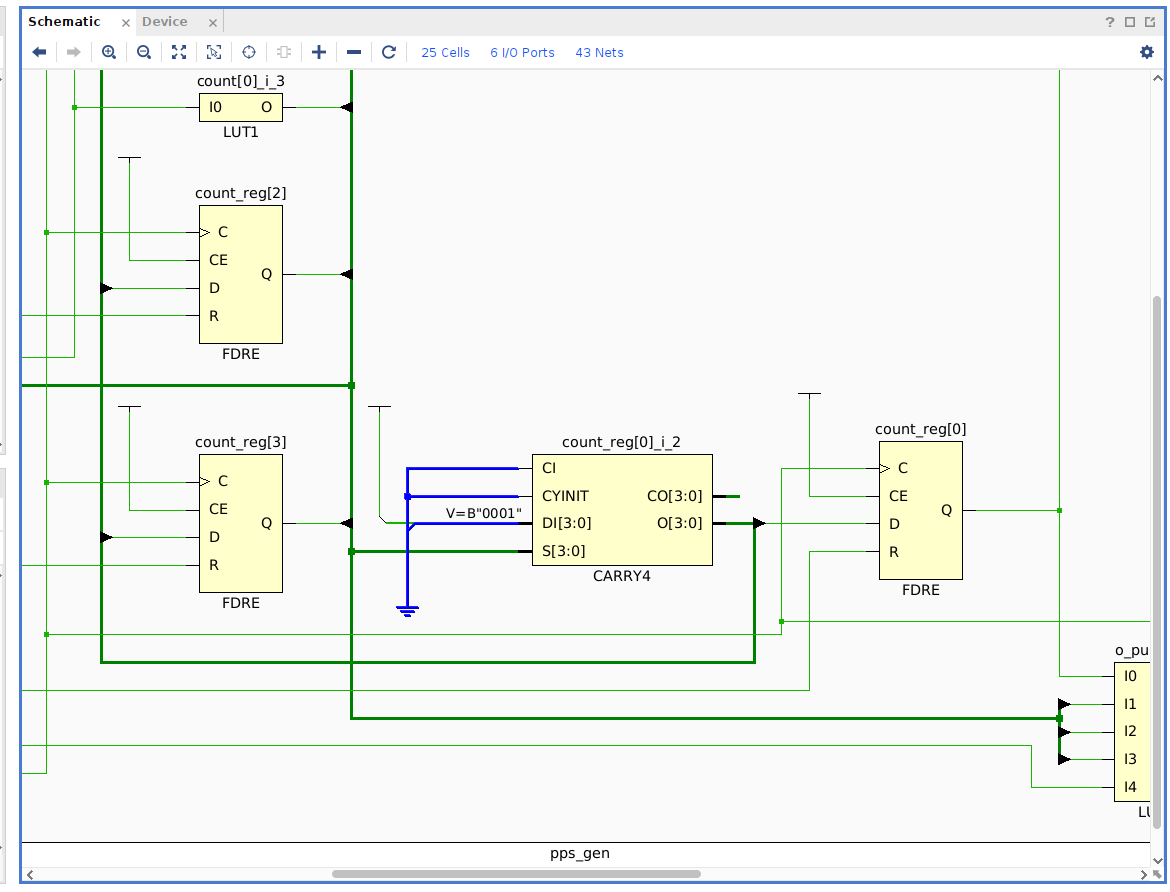 Schematic × Device ×
? 
25 Cells 6 I/O Ports 43 Nets
count[0]_i_3
I0 O
LUT1
count_reg[2]
C
CE
D
R
Q
FDRE
count_reg[3]
C
CE
D
R
Q
FDRE
count_reg[0]_i_2
CI
CYINIT
V=B"0001"
DI[3:0]
S[3:0]
CO[3:0]
O[3:0]
CARRY4
count_reg[0]
C
CE
D
R
Q
FDRE
o_pu
I0
I1
I2
I3
I4
LU
pps_gen